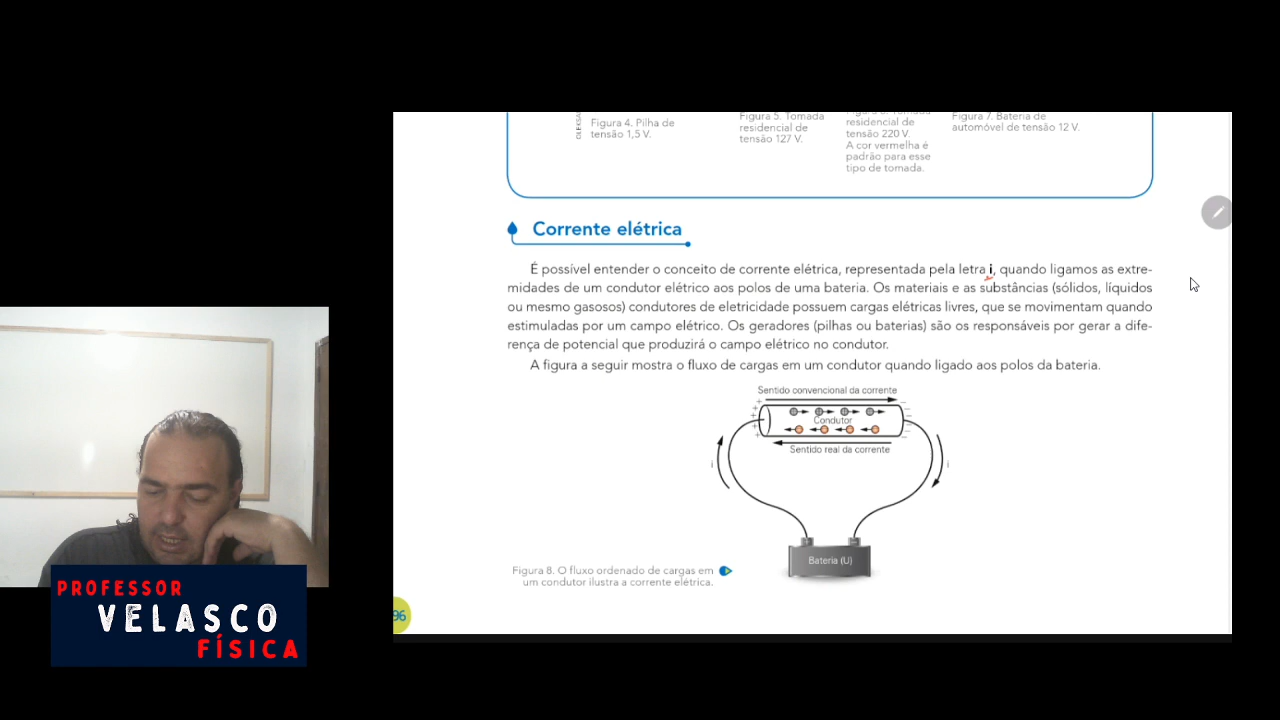 Figura 4. Pilha de
tensão 1,5 V.
Figura 5. Tomada
residencial de
tensão 127 V.
residencial de
tensão 220 V.
A cor vermelha é
padrão para esse
tipo de tomada.
Figura 7. Bateria de
automóvel de tensão 12 V.
Corrente elétrica
É possível entender o conceito de corrente elétrica, representada pela letra i, quando ligamos as extre-
midades de um condutor elétrico aos polos de uma bateria. Os materiais e as substâncias (sólidos, líquidos
ou mesmo gasosos) condutores de eletricidade possuem cargas elétricas livres, que se movimentam quando
estimuladas por um campo elétrico. Os geradores (pilhas ou baterias) são os responsáveis por gerar a dife-
rença de potencial que produzirá o campo elétrico no condutor.
A figura a seguir mostra o fluxo de cargas em um condutor quando ligado aos polos da bateria.
Sentido convencional da corrente
Condutor
Sentido real da corrente
i
i
Bateria (U)
Figura 8. O fluxo ordenado de cargas em
um condutor ilustra a corrente elétrica.
96
PROFESSOR
VELASCO
FÍSICA